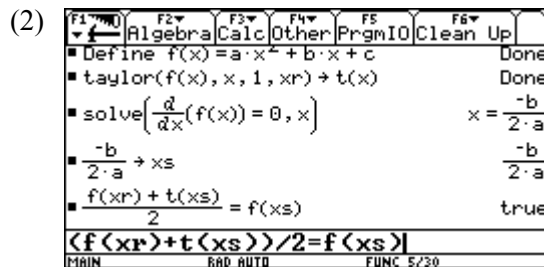 (2)
F1 F2 F3 F4 F5 F6
Algebra Calc Other PrgmIO Clean Up
▪ Define f(x)=a·x² + b·x + c Done
▪ taylor(f(x), x, 1, xr) → t(x) Done
▪ solve(d/dx(f(x)) = 0, x) x = -b/2·a
▪ -b/2·a → xs -b/2·a
▪ f(xr) + t(xs)/2 = f(xs) true
(f(xr)+t(xs))/2=f(xs)
MAIN RAD AUTO FUNC 5/30